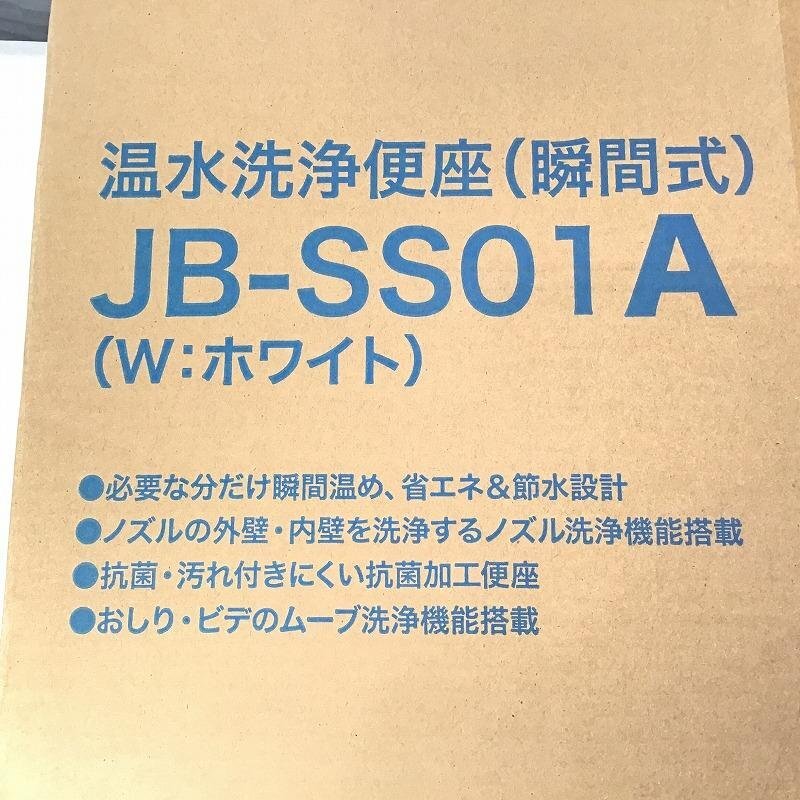 温水洗浄便座(瞬間式)
JB-SS01A
(W:ホワイト)
●必要な分だけ瞬間温め、省エネ&節水設計
●ノズルの外壁・内壁を洗浄するノズル洗浄機能搭載
●抗菌・汚れ付きにくい抗菌加工便座
●おしり・ビデのムーブ洗浄機能搭載